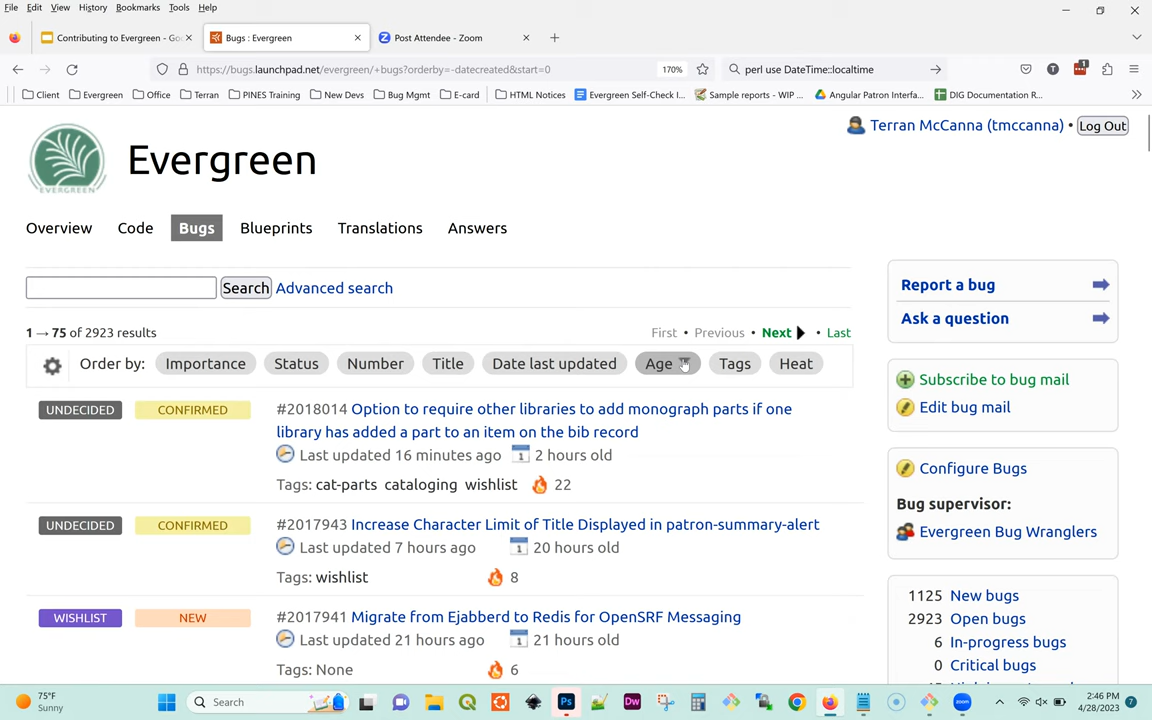 File Edit View History Bookmarks Tools Help
Contributing to Evergreen - Goo
Bugs : Evergreen
Post Attendee - Zoom
https://bugs.launchpad.net/evergreen/+bugs?orderby=-datecreated&start=0
170%
perl use DateTime::localtime
1
Client Evergreen Office Terran PINES Training New Devs Bug Mgmt E-card HTML Notices Evergreen Self-Check I... Sample reports - WIP ... Angular Patron Interfa... DIG Documentation R...
Terran McCanna (tmccanna) • Log Out
EVERGREEN
Evergreen
Overview Code Bugs Blueprints Translations Answers
Search Advanced search
1 → 75 of 2923 results
First • Previous • Next • Last
Order by: Importance Status Number Title Date last updated Age Tags Heat
UNDECIDED CONFIRMED #2018014 Option to require other libraries to add monograph parts if one
library has added a part to an item on the bib record
Last updated 16 minutes ago 1 2 hours old
Tags: cat-parts cataloging wishlist 22
UNDECIDED CONFIRMED #2017943 Increase Character Limit of Title Displayed in patron-summary-alert
Last updated 7 hours ago 1 20 hours old
Tags: wishlist 8
WISHLIST NEW #2017941 Migrate from Ejabberd to Redis for OpenSRF Messaging
Last updated 21 hours ago 1 21 hours old
Tags: None 6
Report a bug
Ask a question
Subscribe to bug mail
Edit bug mail
Configure Bugs
Bug supervisor:
Evergreen Bug Wranglers
1125 New bugs
2923 Open bugs
6 In-progress bugs
0 Critical bugs
75°F
Sunny
Search
Ps
Dw
2:46 PM
4/28/2023
7